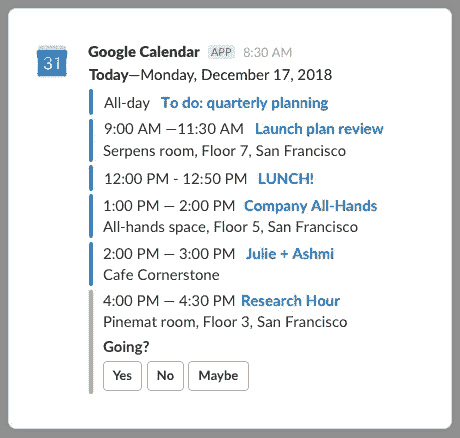 31
Google Calendar APP 8:30 AM
Today—Monday, December 17, 2018
All-day To do: quarterly planning
9:00 AM —11:30 AM Launch plan review
Serpens room, Floor 7, San Francisco
12:00 PM - 12:50 PM LUNCH!
1:00 PM — 2:00 PM Company All-Hands
All-hands space, Floor 5, San Francisco
2:00 PM — 3:00 PM Julie + Ashmi
Cafe Cornerstone
4:00 PM — 4:30 PM Research Hour
Pinemat room, Floor 3, San Francisco
Going?
Yes No Maybe